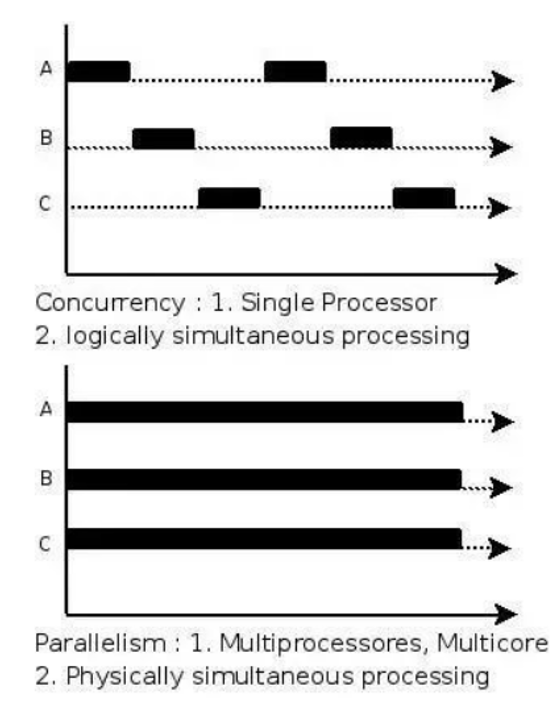 A
B
C
Concurrency : 1. Single Processor
2. logically simultaneous processing
A
B
C
Parallelism : 1. Multiprocessores, Multicore
2. Physically simultaneous processing